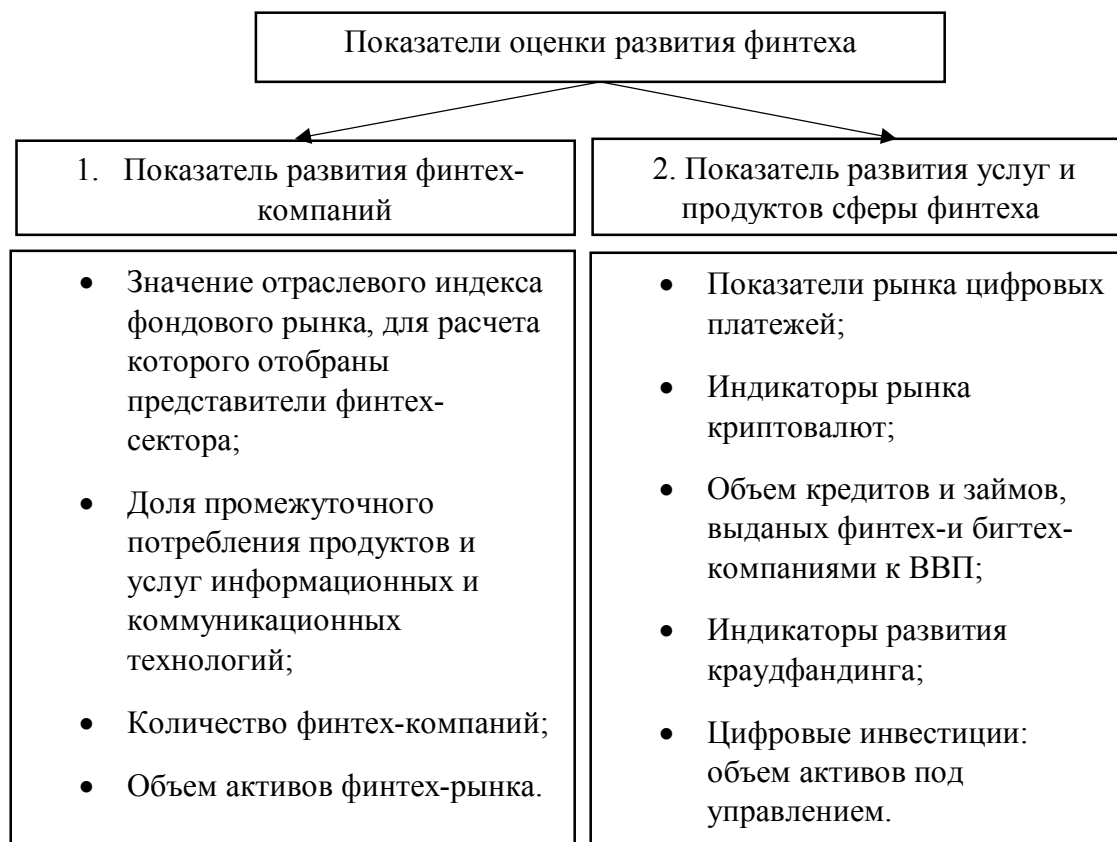 Показатели оценки развития финтеха
1. Показатель развития финтех-
компаний
2. Показатель развития услуг и
продуктов сферы финтеха
• Значение отраслевого индекса
фондового рынка, для расчета
которого отобраны
представители финтех-
сектора;
• Доля промежуточного
потребления продуктов и
услуг информационных и
коммуникационных
технологий;
• Количество финтех-компаний;
• Объем активов финтех-рынка.
• Показатели рынка цифровых
платежей;
• Индикаторы рынка
криптовалют;
• Объем кредитов и займов,
выданых финтех-и бигтех-
компаниями к ВВП;
• Индикаторы развития
краудфандинга;
• Цифровые инвестиции:
объем активов под
управлением.